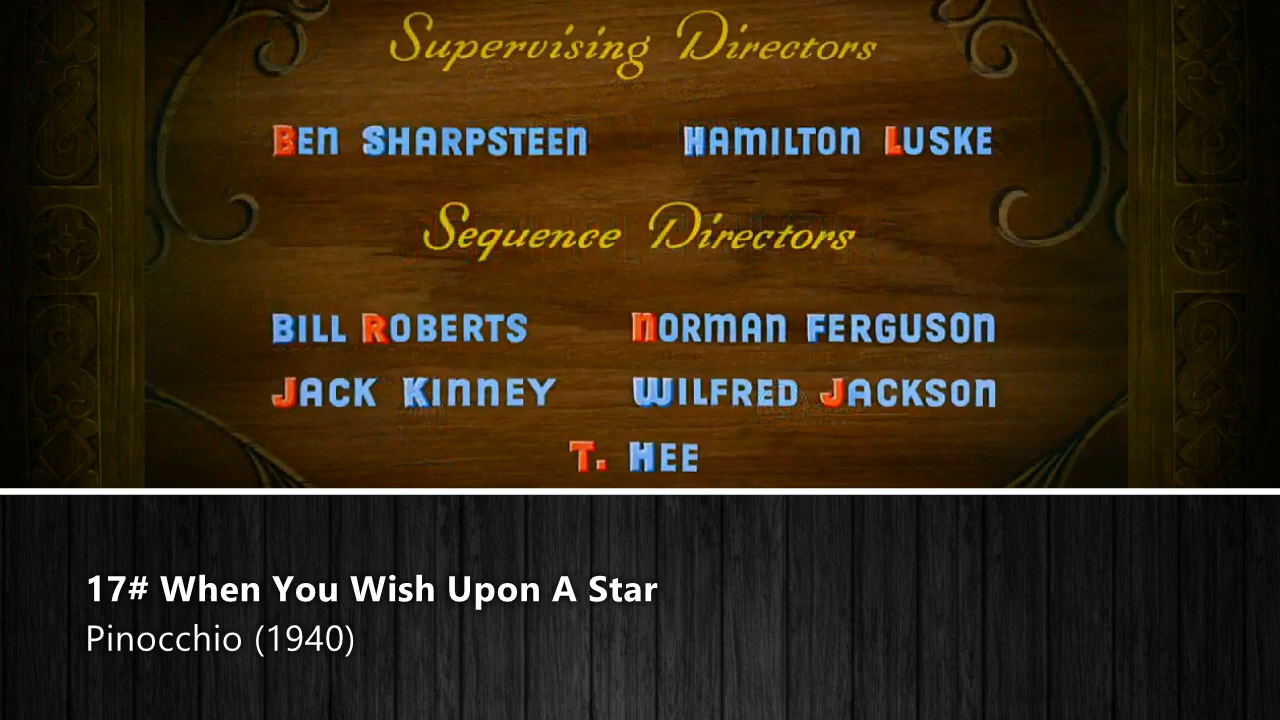 Supervising Directors
BEN SHARPSTEEN HAMILTON LUSKE
Sequence Directors
BILL ROBERTS NORMAN FERGUSON
JACK KINNEY WILFRED JACKSON
T. HEE
17# When You Wish Upon A Star
Pinocchio (1940)